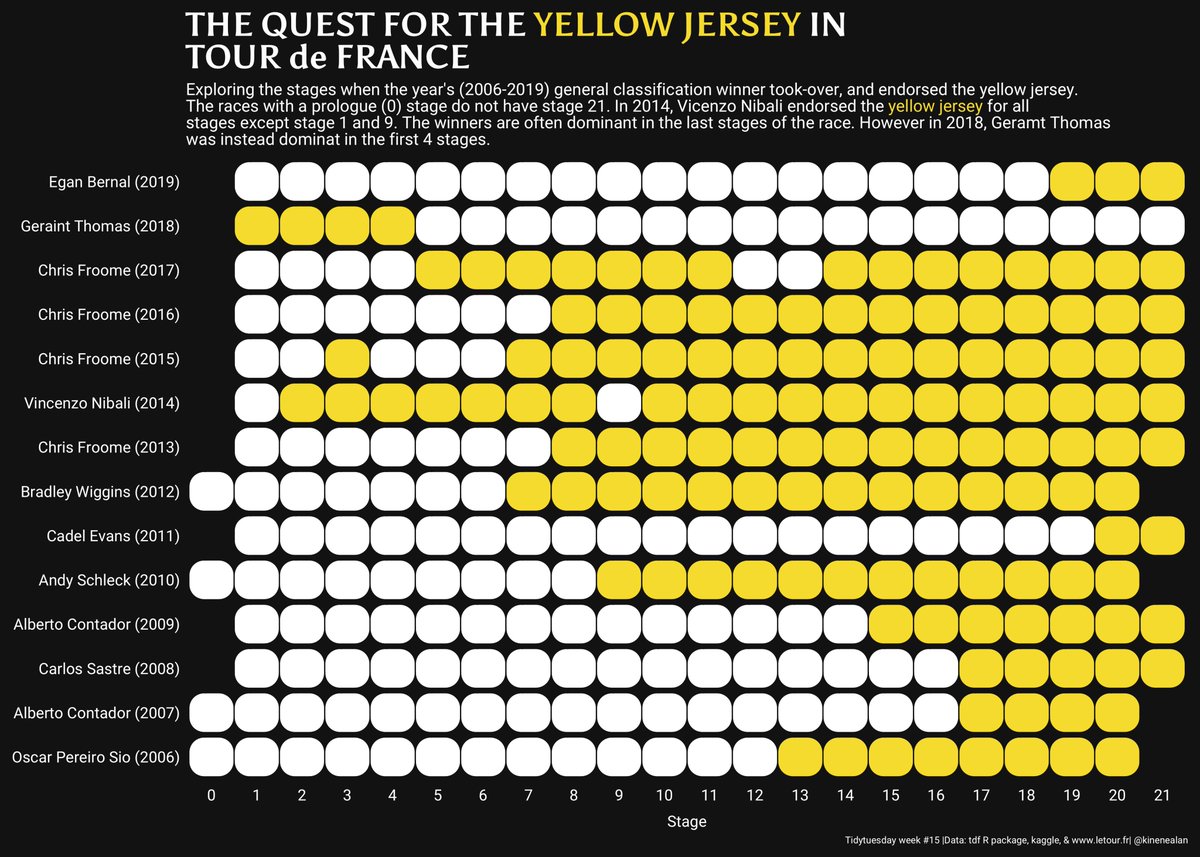 THE QUEST FOR THE YELLOW JERSEY IN
TOUR de FRANCE
Exploring the stages when the year's (2006-2019) general classification winner took-over, and endorsed the yellow jersey.
The races with a prologue (0) stage do not have stage 21. In 2014, Vicenzo Nibali endorsed the yellow jersey for all
stages except stage 1 and 9. The winners are often dominant in the last stages of the race. However in 2018, Geramt Thomas
was instead dominat in the first 4 stages.
Egan Bernal (2019)
Geraint Thomas (2018)
Chris Froome (2017)
Chris Froome (2016)
Chris Froome (2015)
Vincenzo Nibali (2014)
Chris Froome (2013)
Bradley Wiggins (2012)
Cadel Evans (2011)
Andy Schleck (2010)
Alberto Contador (2009)
Carlos Sastre (2008)
Alberto Contador (2007)
Oscar Pereiro Sio (2006)
0 1 2 3 4 5 6 7 8 9 10 11 12 13 14 15 16 17 18 19 20 21
Stage
Tidytuesday week #15 |Data: tdf R package, kaggle, & www.letour.fr| @kinenealan